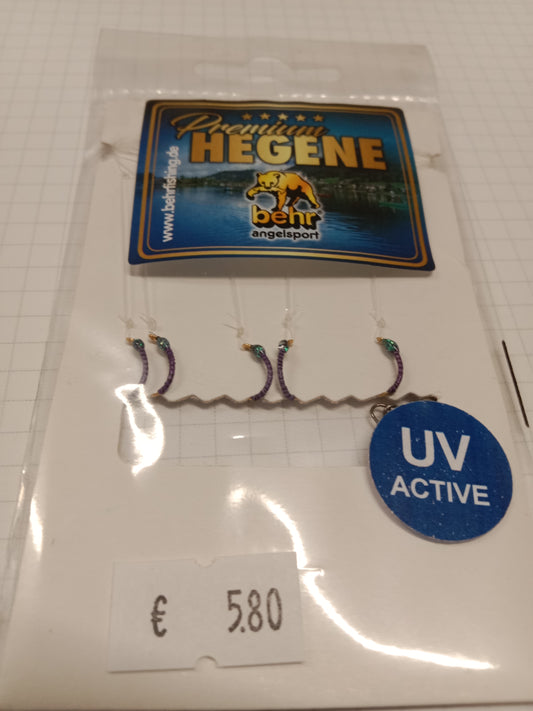 Premium
HEGENE
www.behrfishing.de
behr
angelsport
UV
ACTIVE
€ 5.80